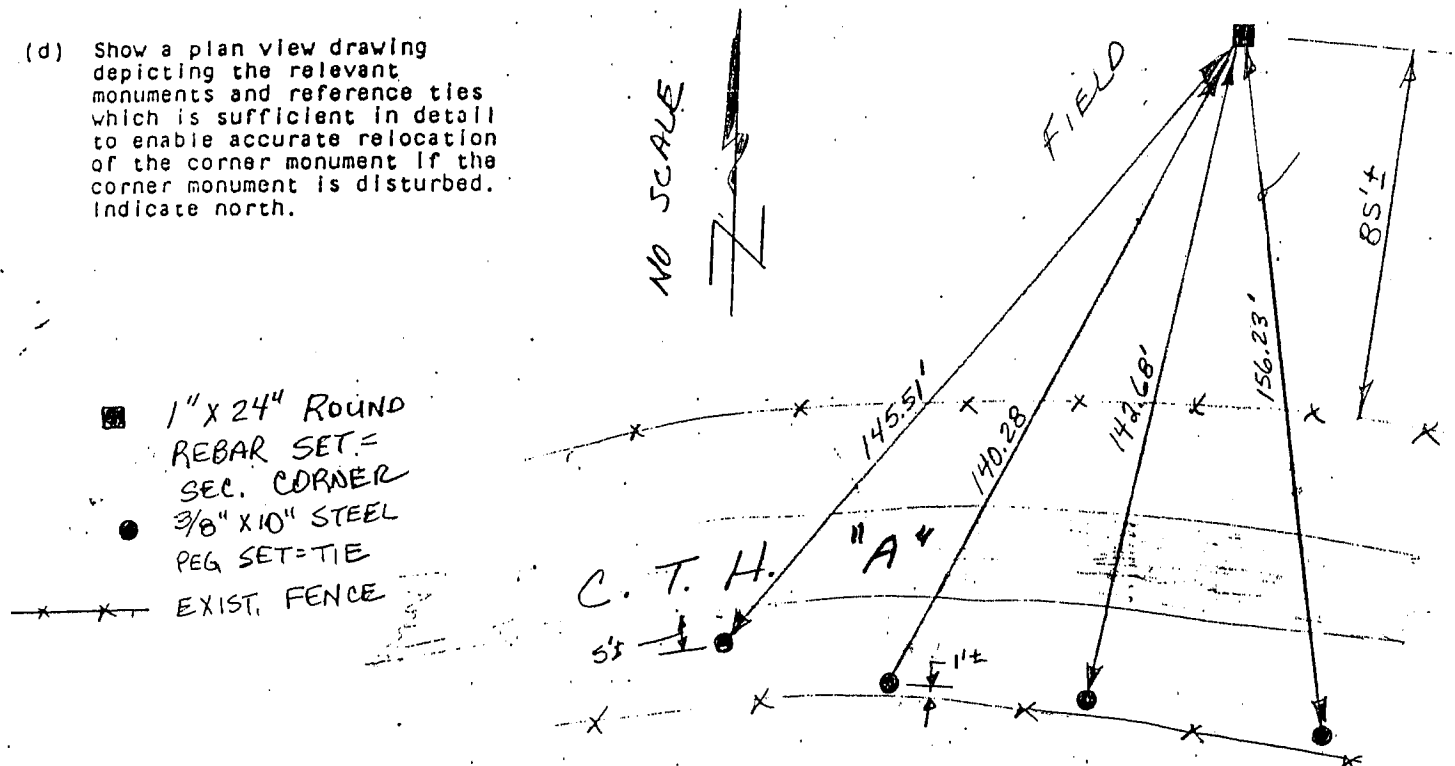 (d) Show a plan view drawing
depicting the relevant
monuments and reference ties
which is sufficient in detail
to enable accurate relocation
of the corner monument if the
corner monument is disturbed.
Indicate north.
NO SCALE
FIELD
85'±
145.51'
140.28
142.68'
156.23'
1" X 24" ROUND
REBAR SET =
SEC. CORNER
3/8" X 10" STEEL
PEG SET = TIE
EXIST. FENCE
C. T. H. "A"
5'±
1'±